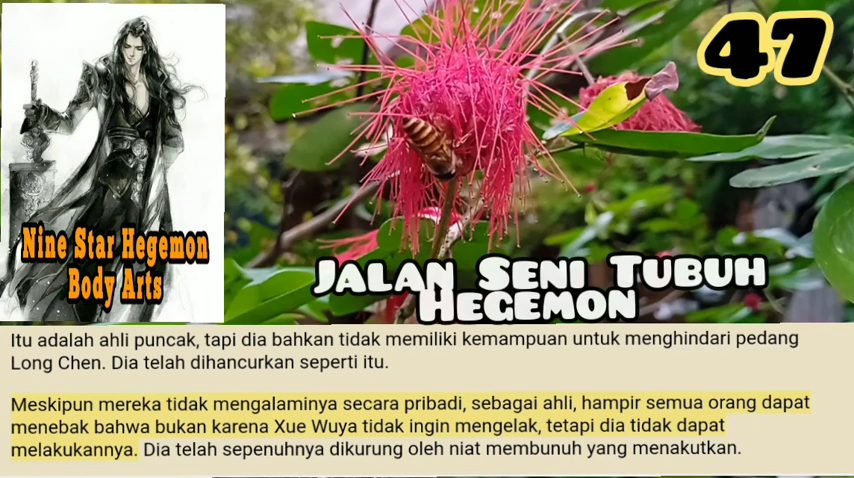 47
Nine Star Hegemon
Body Arts
JALAN SENI TUBUH
HEGEMON
Itu adalah ahli puncak, tapi dia bahkan tidak memiliki kemampuan untuk menghindari pedang
Long Chen. Dia telah dihancurkan seperti itu.
Meskipun mereka tidak mengalaminya secara pribadi, sebagai ahli, hampir semua orang dapat
menebak bahwa bukan karena Xue Wuya tidak ingin mengelak, tetapi dia tidak dapat
melakukannya. Dia telah sepenuhnya dikurung oleh niat membunuh yang menakutkan.